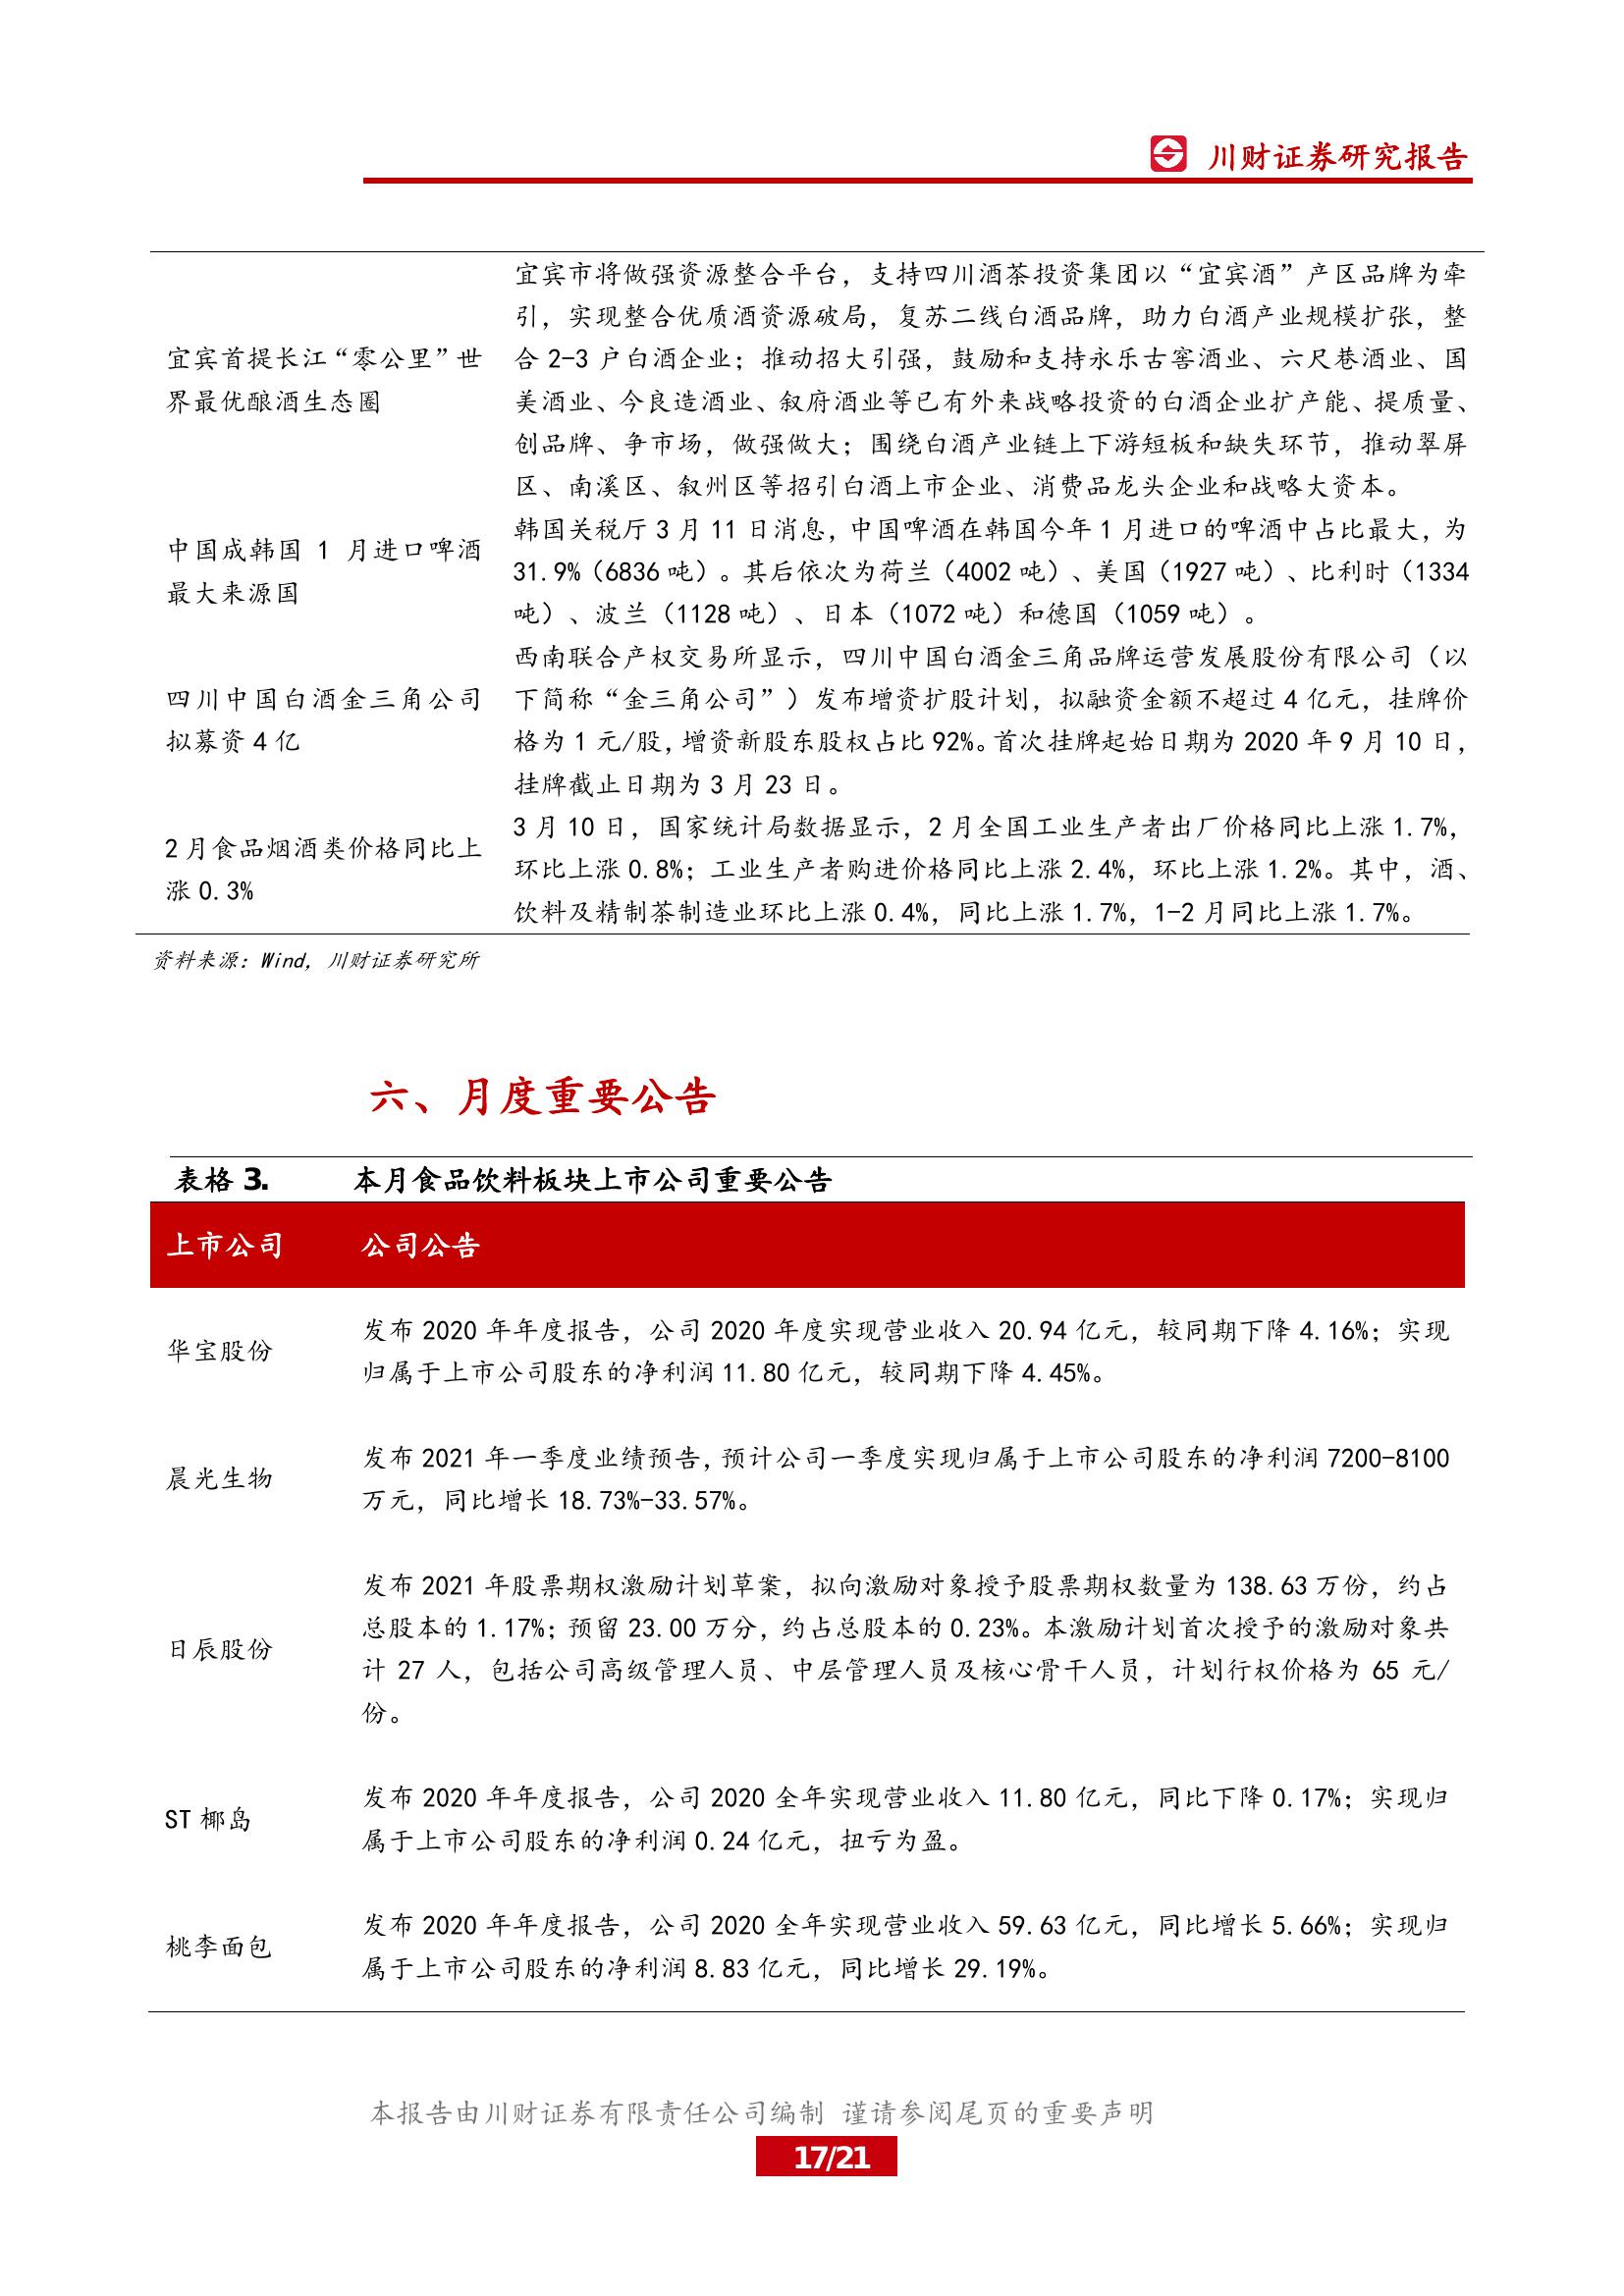 川财证券研究报告
宜宾首提长江“零公里”世
界最优酿酒生态圈
宜宾市将做强资源整合平台，支持四川酒茶投资集团以“宜宾酒”产区品牌为牵
引，实现整合优质酒资源破局，复苏二线白酒品牌，助力白酒产业规模扩张，整
合 2-3 户白酒企业；推动招大引强，鼓励和支持永乐古窖酒业、六尺巷酒业、国
美酒业、今良造酒业、叙府酒业等已有外来战略投资的白酒企业扩产能、提质量、
创品牌、争市场，做强做大；围绕白酒产业链上下游短板和缺失环节，推动翠屏
区、南溪区、叙州区等招引白酒上市企业、消费品龙头企业和战略大资本。
中国成韩国 1 月进口啤酒
最大来源国
韩国关税厅 3 月 11 日消息，中国啤酒在韩国今年 1 月进口的啤酒中占比最大，为
31.9%（6836 吨）。其后依次为荷兰（4002 吨）、美国（1927 吨）、比利时（1334
吨）、波兰（1128 吨）、日本（1072 吨）和德国（1059 吨）。
四川中国白酒金三角公司
拟募资 4 亿
西南联合产权交易所显示，四川中国白酒金三角品牌运营发展股份有限公司（以
下简称“金三角公司”）发布增资扩股计划，拟融资金额不超过 4 亿元，挂牌价
格为 1 元/股，增资新股东股权占比 92%。首次挂牌起始日期为 2020 年 9 月 10 日，
挂牌截止日期为 3 月 23 日。
2 月食品烟酒类价格同比上
涨 0.3%
3 月 10 日，国家统计局数据显示，2 月全国工业生产者出厂价格同比上涨 1.7%，
环比上涨 0.8%；工业生产者购进价格同比上涨 2.4%，环比上涨 1.2%。其中，酒、
饮料及精制茶制造业环比上涨 0.4%，同比上涨 1.7%，1-2 月同比上涨 1.7%。
资料来源：Wind，川财证券研究所
六、月度重要公告
表格 3. 本月食品饮料板块上市公司重要公告
上市公司 公司公告
华宝股份
发布 2020 年年度报告，公司 2020 年度实现营业收入 20.94 亿元，较同期下降 4.16%；实现
归属于上市公司股东的净利润 11.80 亿元，较同期下降 4.45%。
晨光生物
发布 2021 年一季度业绩预告，预计公司一季度实现归属于上市公司股东的净利润 7200-8100
万元，同比增长 18.73%-33.57%。
日辰股份
发布 2021 年股票期权激励计划草案，拟向激励对象授予股票期权数量为 138.63 万份，约占
总股本的 1.17%；预留 23.00 万分，约占总股本的 0.23%。本激励计划首次授予的激励对象共
计 27 人，包括公司高级管理人员、中层管理人员及核心骨干人员，计划行权价格为 65 元/
份。
ST 椰岛
发布 2020 年年度报告，公司 2020 全年实现营业收入 11.80 亿元，同比下降 0.17%；实现归
属于上市公司股东的净利润 0.24 亿元，扭亏为盈。
桃李面包
发布 2020 年年度报告，公司 2020 全年实现营业收入 59.63 亿元，同比增长 5.66%；实现归
属于上市公司股东的净利润 8.83 亿元，同比增长 29.19%。
本报告由川财证券有限责任公司编制 谨请参阅尾页的重要声明
17/21